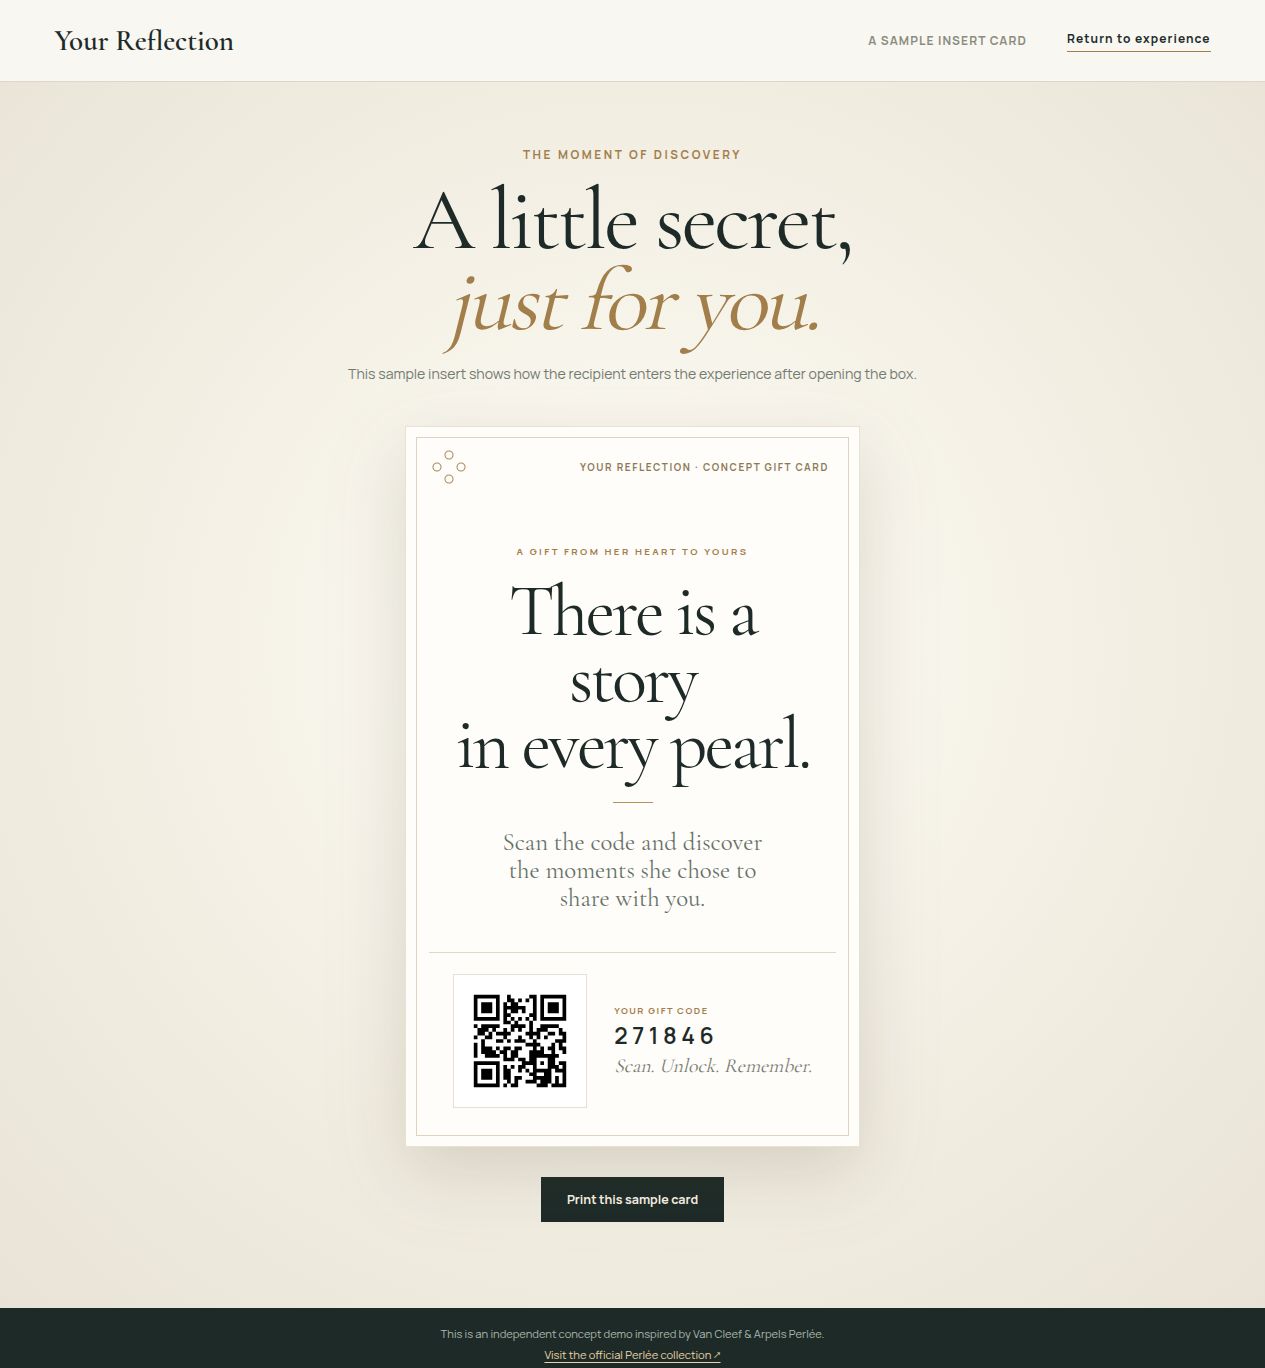 Your Reflection
A SAMPLE INSERT CARD
Return to experience
THE MOMENT OF DISCOVERY
A little secret,
just for you.
This sample insert shows how the recipient enters the experience after opening the box.
YOUR REFLECTION · CONCEPT GIFT CARD
A GIFT FROM HER HEART TO YOURS
There is a
story
in every pearl.
Scan the code and discover
the moments she chose to
share with you.
YOUR GIFT CODE
271846
Scan. Unlock. Remember.
Print this sample card
This is an independent concept demo inspired by Van Cleef & Arpels Perlée.
Visit the official Perlée collection ↗